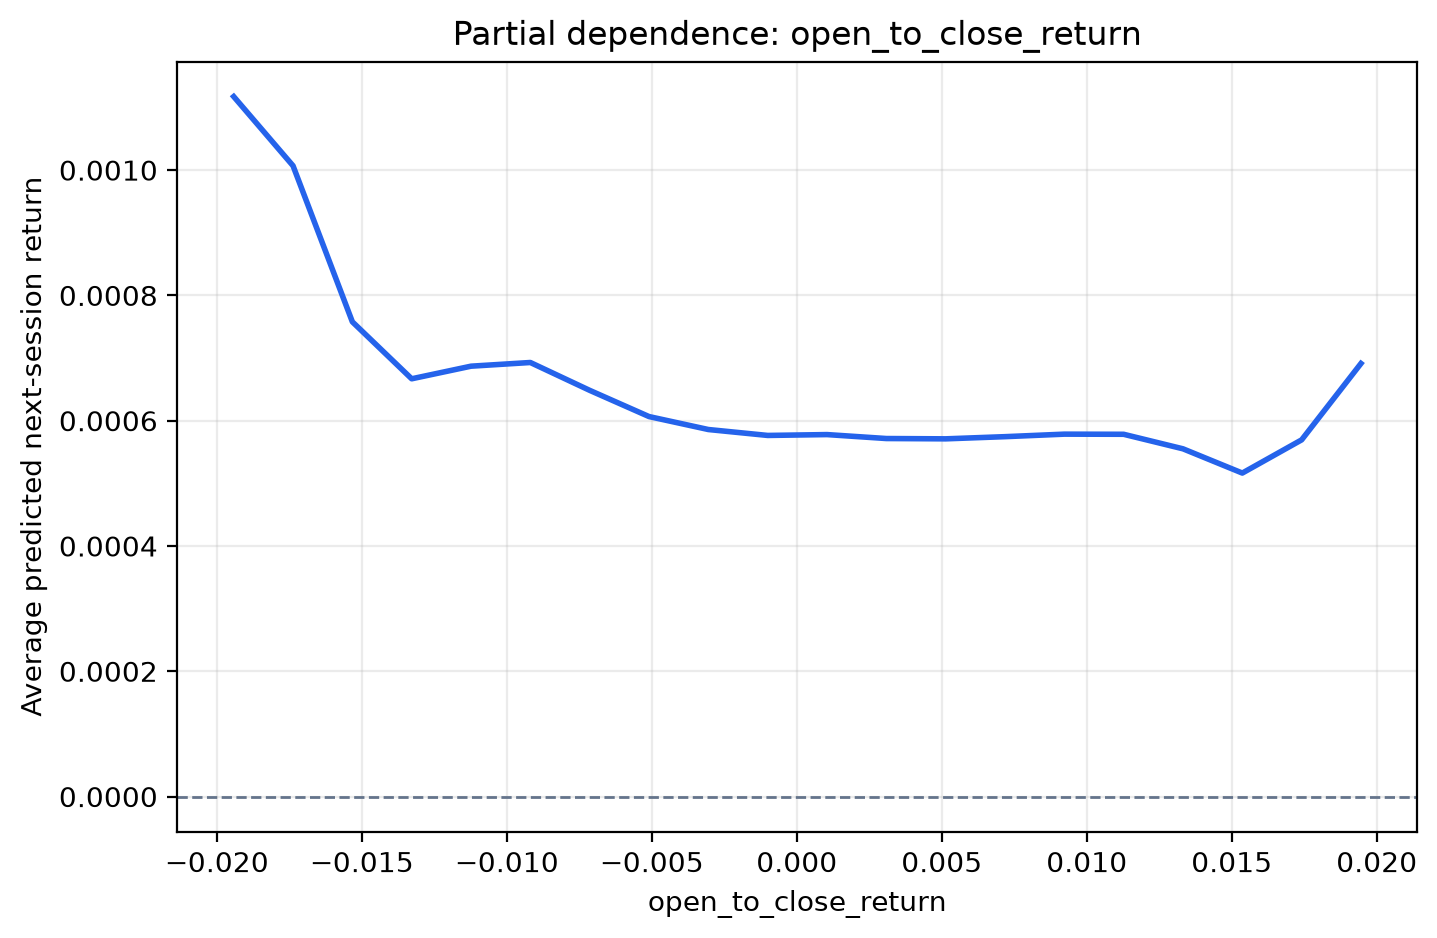 Partial dependence: open_to_close_return
Average predicted next-session return
0.0010
0.0008
0.0006
0.0004
0.0002
0.0000
−0.020 −0.015 −0.010 −0.005 0.000 0.005 0.010 0.015 0.020
open_to_close_return